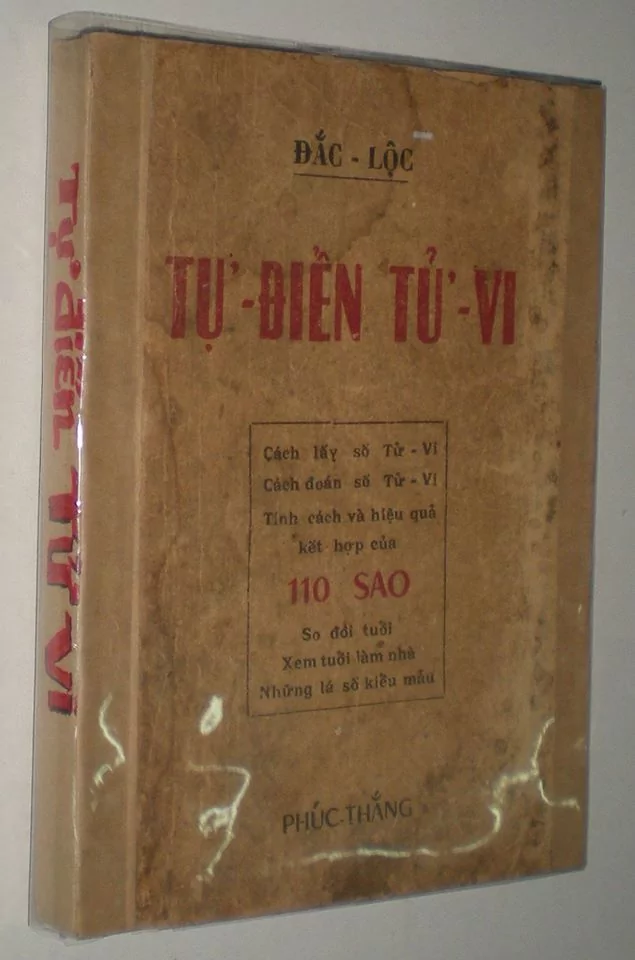 Tự điển Tử-Vi
ĐẮC - LỘC
TỰ-ĐIỀN TỬ-VI
Cách lấy số Tử - Vi
Cách đoán số Tử - Vi
Tính cách và hiệu quả
kết hợp của
110 SAO
So đôi tuổi
Xem tuổi làm nhà
Những lá số kiểu mẫu
PHÚC-THẮNG